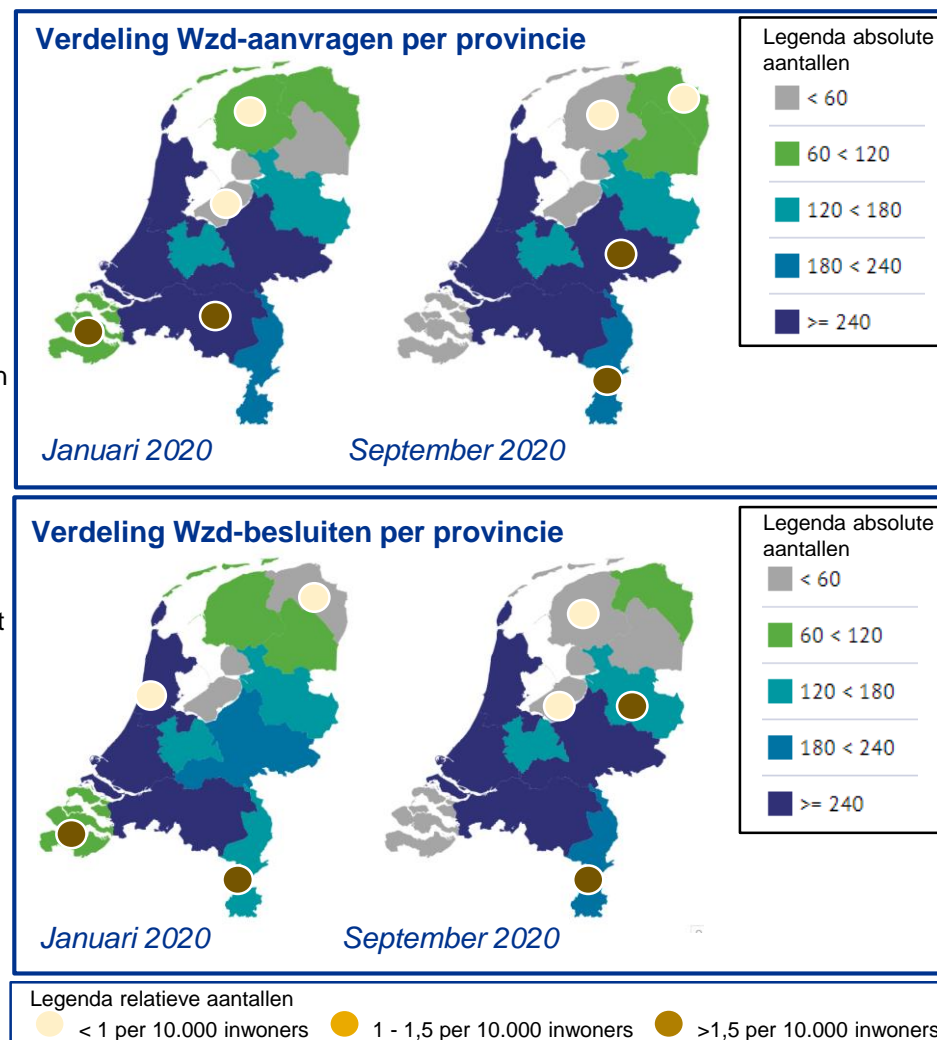 Verdeling Wzd-aanvragen per provincie
Legenda absolute
aantallen
< 60
60 < 120
120 < 180
180 < 240
>= 240
n
Januari 2020
September 2020
Verdeling Wzd-besluiten per provincie
Legenda absolute
aantallen
< 60
60 < 120
120 < 180
180 < 240
>= 240
t
Januari 2020
September 2020
Legenda relatieve aantallen
< 1 per 10.000 inwoners
1 - 1,5 per 10.000 inwoners
>1,5 per 10.000 inwoners